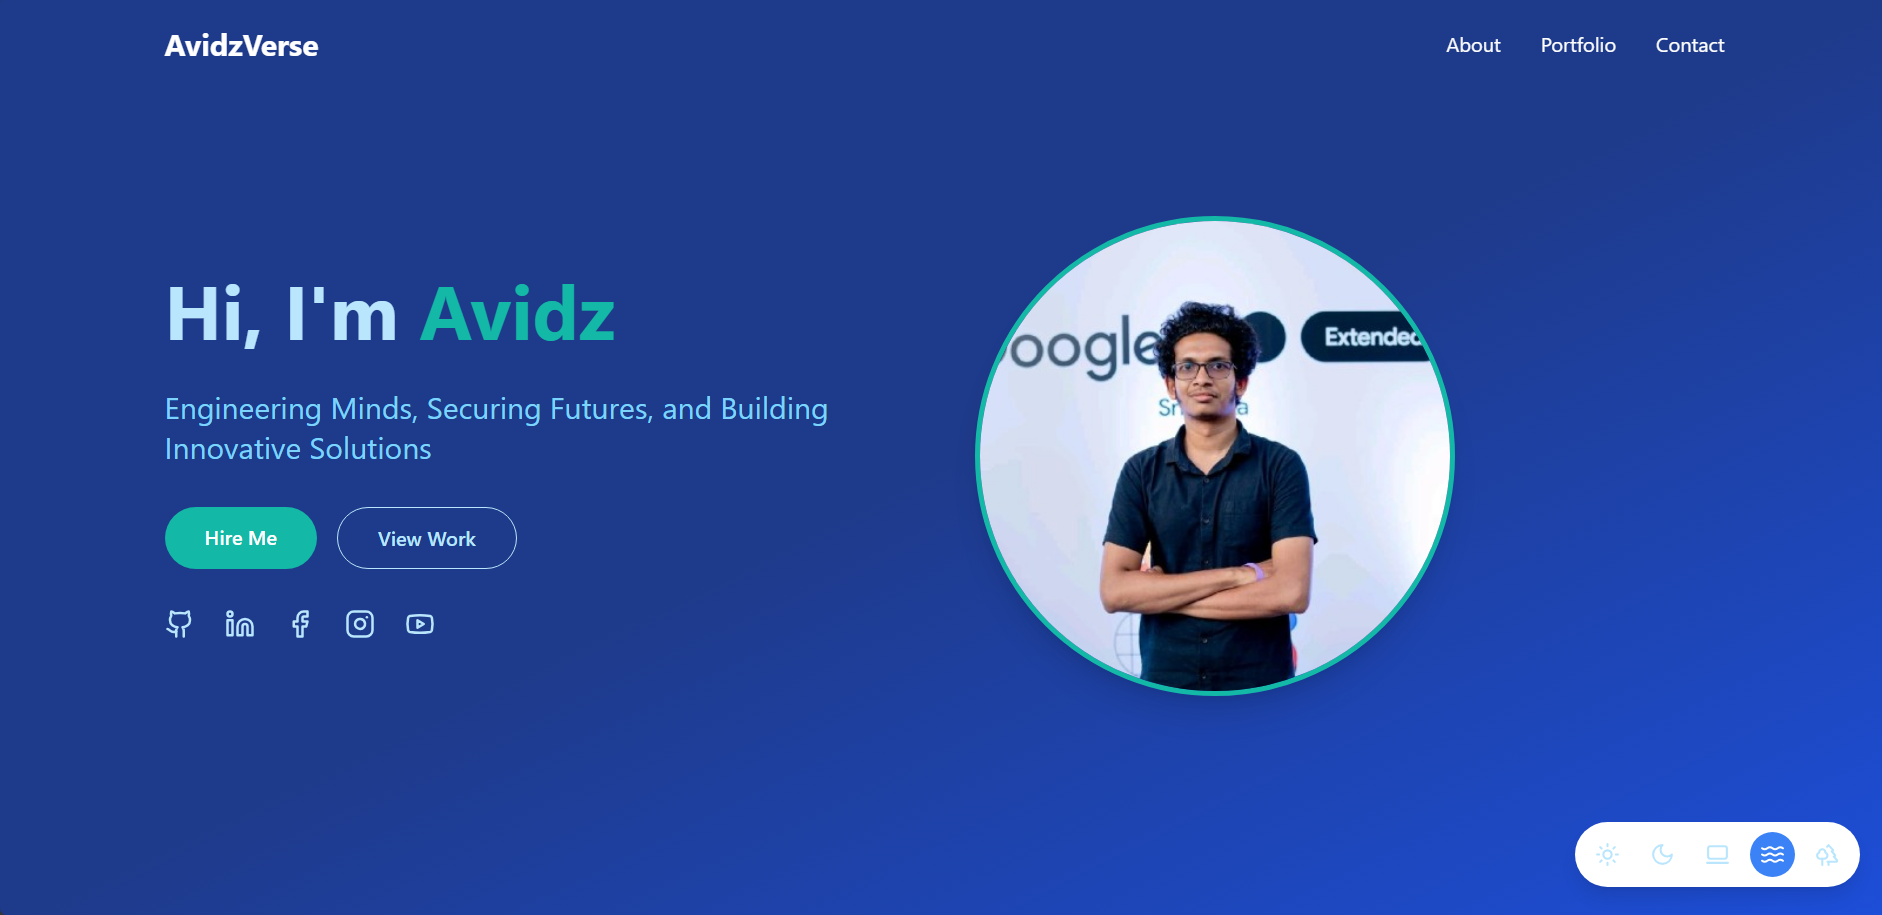 AvidzVerse
About
Portfolio
Contact
Hi, I'm Avidz
Engineering Minds, Securing Futures, and Building
Innovative Solutions
Hire Me
View Work
oogle
Extended